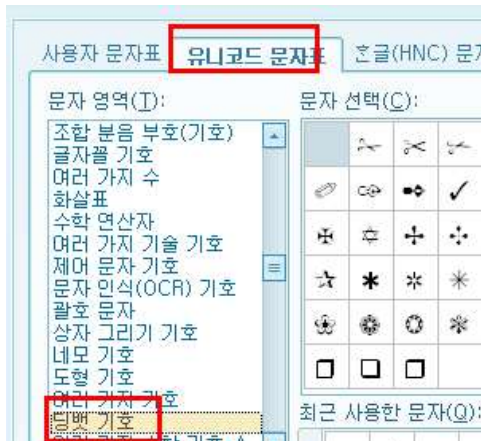 사용자 문자표 유니코드 문자표 ᄒᆞᆫ글(HNC) 문자
문자 영역(T): 문자 선택(C):
조합 분음 부호(기호)
글자꼴 기호
여러 가지 수
화살표
수학 연산자
여러 가지 기술 기호
제어 문자 기호
문자 인식(OCR) 기호
괄호 문자
상자 그리기 기호
네모 기호
도형 기호
여러 가지 기호
딩뱃 기호
최근 사용한 문자(Q):